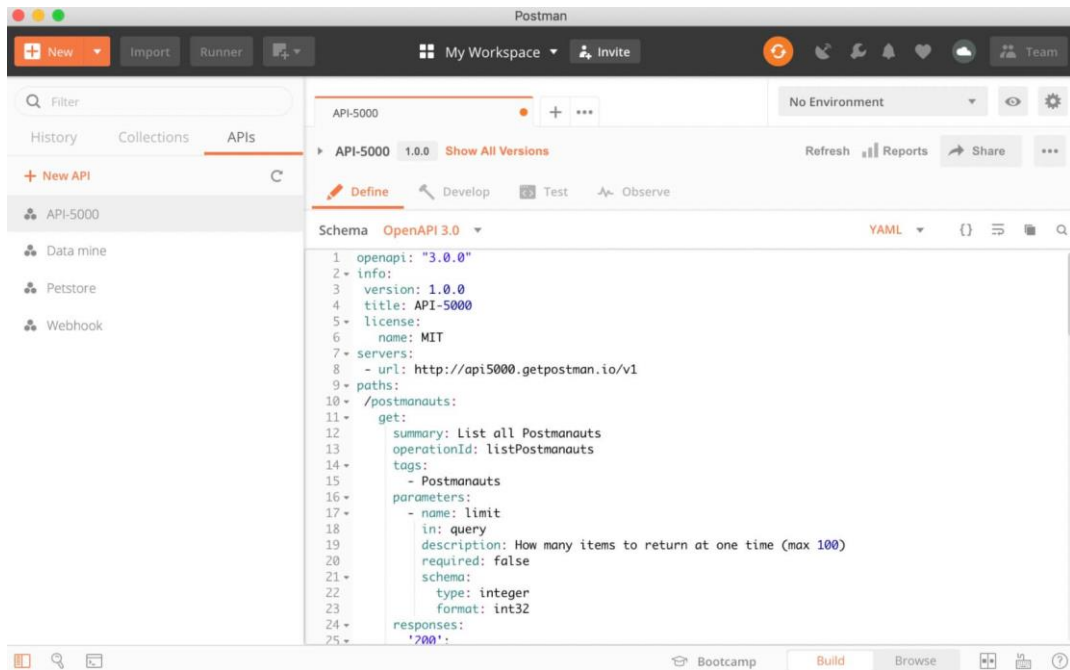 Postman
New Import Runner My Workspace Invite Team
Filter
History Collections APIs
+ New API
API-5000
Data mine
Petstore
Webhook
API-5000 + •••
No Environment
API-5000 1.0.0 Show All Versions Refresh Reports Share •••
Define Develop Test Observe
Schema OpenAPI 3.0 YAML {}
1 openapi: "3.0.0"
2 info:
3 version: 1.0.0
4 title: API-5000
5 license:
6 name: MIT
7 servers:
8 - url: http://api5000.getpostman.io/v1
9 paths:
10 /postmanauts:
11 get:
12 summary: List all Postmanauts
13 operationId: listPostmanauts
14 tags:
15 - Postmanauts
16 parameters:
17 - name: limit
18 in: query
19 description: How many items to return at one time (max 100)
20 required: false
21 schema:
22 type: integer
23 format: int32
24 responses:
25 '200':
Bootcamp Build Browse